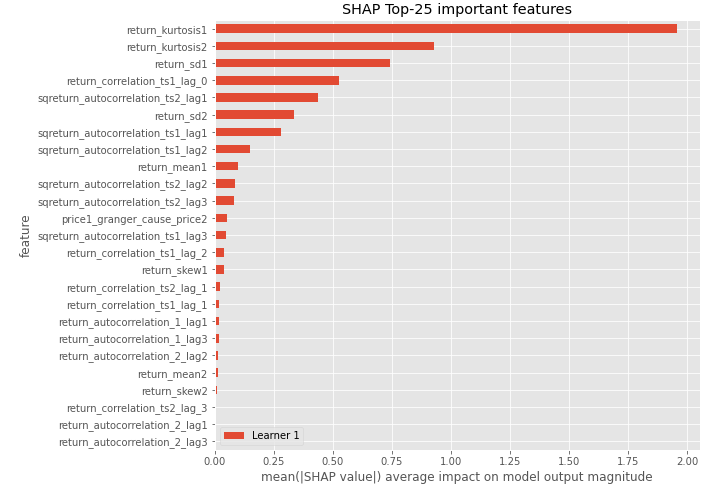 SHAP Top-25 important features
feature
return_kurtosis1
return_kurtosis2
return_sd1
return_correlation_ts1_lag_0
sqreturn_autocorrelation_ts2_lag1
return_sd2
sqreturn_autocorrelation_ts1_lag1
sqreturn_autocorrelation_ts1_lag2
return_mean1
sqreturn_autocorrelation_ts2_lag2
sqreturn_autocorrelation_ts2_lag3
price1_granger_cause_price2
sqreturn_autocorrelation_ts1_lag3
return_correlation_ts1_lag_2
return_skew1
return_correlation_ts2_lag_1
return_correlation_ts1_lag_1
return_autocorrelation_1_lag1
return_autocorrelation_1_lag3
return_autocorrelation_2_lag2
return_mean2
return_skew2
return_correlation_ts2_lag_3
return_autocorrelation_2_lag1
return_autocorrelation_2_lag3
Learner 1
0.00 0.25 0.50 0.75 1.00 1.25 1.50 1.75 2.00
mean(|SHAP value|) average impact on model output magnitude